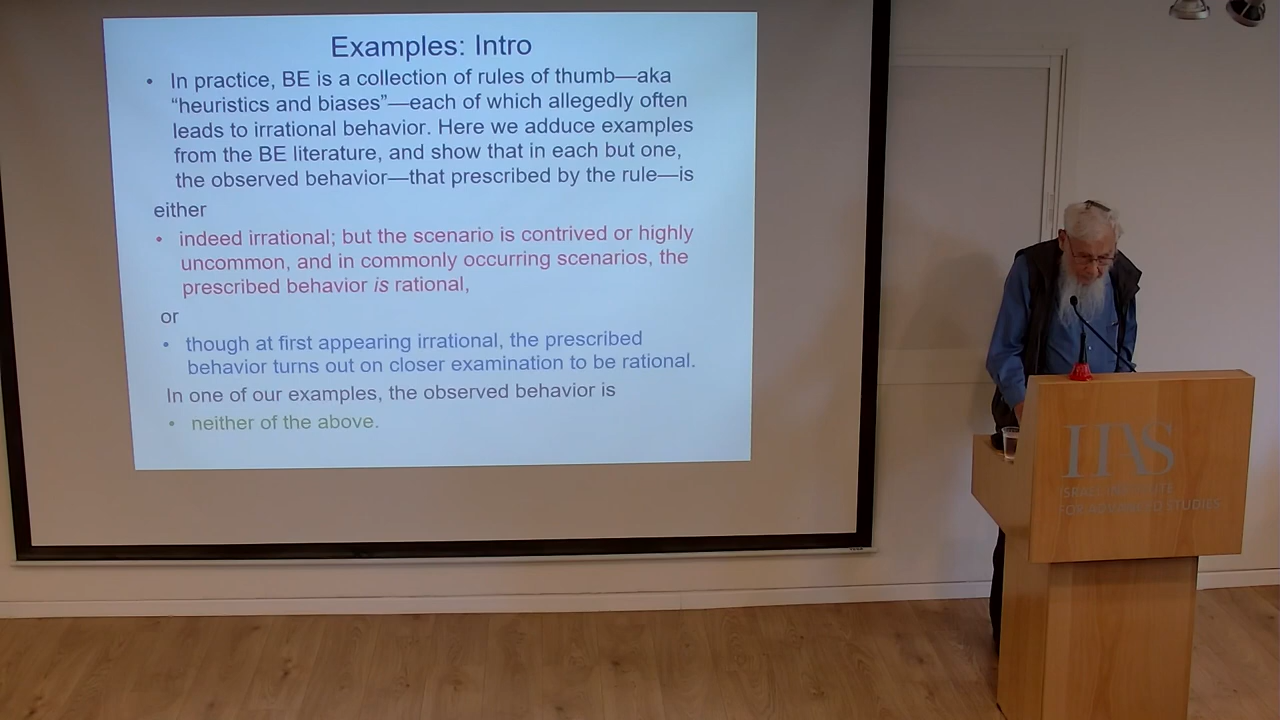 Examples: Intro
• In practice, BE is a collection of rules of thumb—aka
“heuristics and biases”—each of which allegedly often
leads to irrational behavior. Here we adduce examples
from the BE literature, and show that in each but one,
the observed behavior—that prescribed by the rule—is
either
• indeed irrational; but the scenario is contrived or highly
uncommon, and in commonly occurring scenarios, the
prescribed behavior is rational,
or
• though at first appearing irrational, the prescribed
behavior turns out on closer examination to be rational.
In one of our examples, the observed behavior is
• neither of the above.
IIAS
ISRAEL INSTITUTE
FOR ADVANCED STUDIES